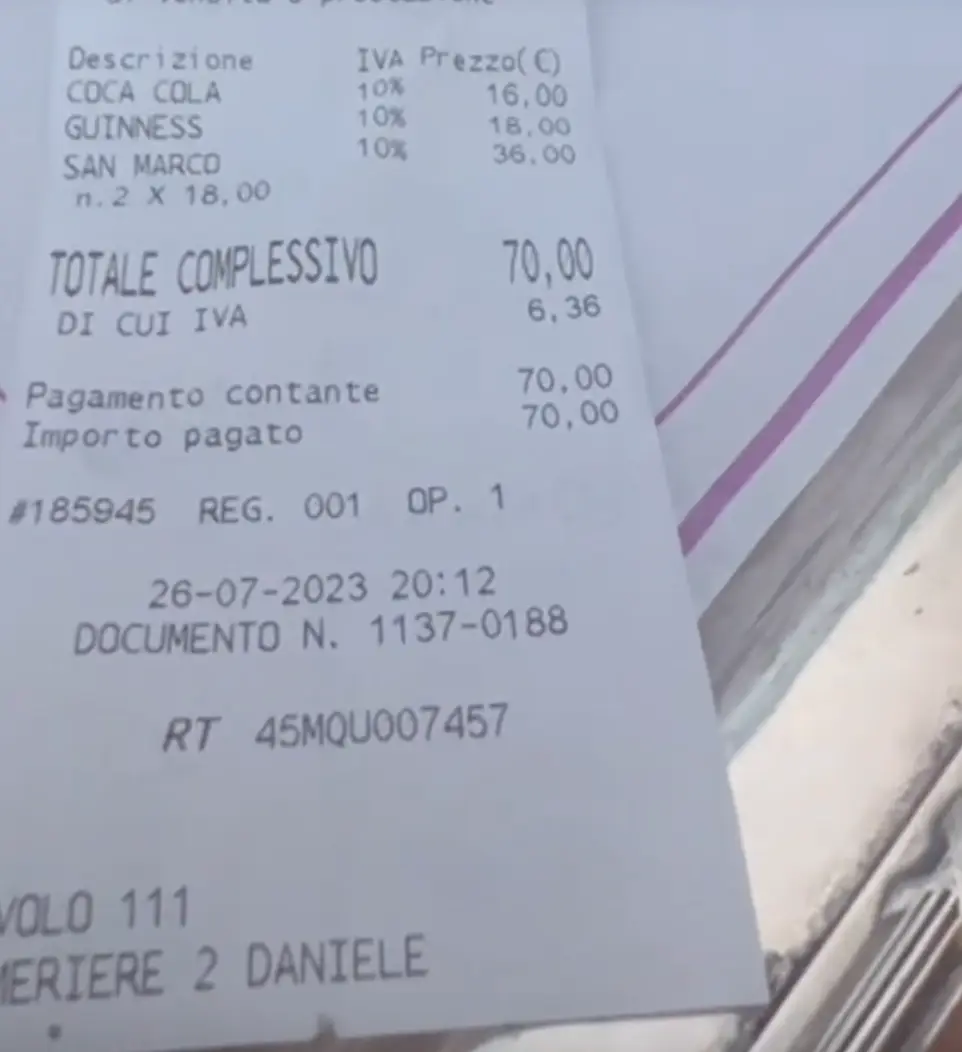 di vendita o prestazione
Descrizione IVA Prezzo(€)
COCA COLA 10% 16,00
GUINNESS 10% 18,00
SAN MARCO 10% 36,00
n.2 X 18,00
TOTALE COMPLESSIVO 70,00
DI CUI IVA 6,36
Pagamento contante 70,00
Importo pagato 70,00
#185945 REG. 001 OP. 1
26-07-2023 20:12
DOCUMENTO N. 1137-0188
RT 45MQU007457
VOLO 111
MERIERE 2 DANIELE